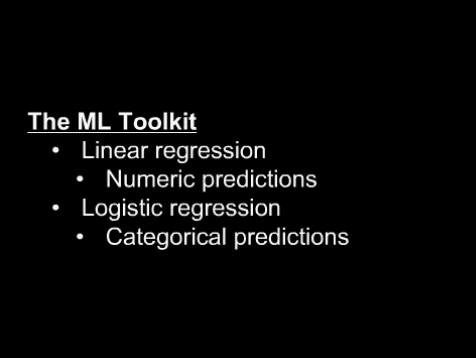 The ML Toolkit
• Linear regression
• Numeric predictions
• Logistic regression
• Categorical predictions